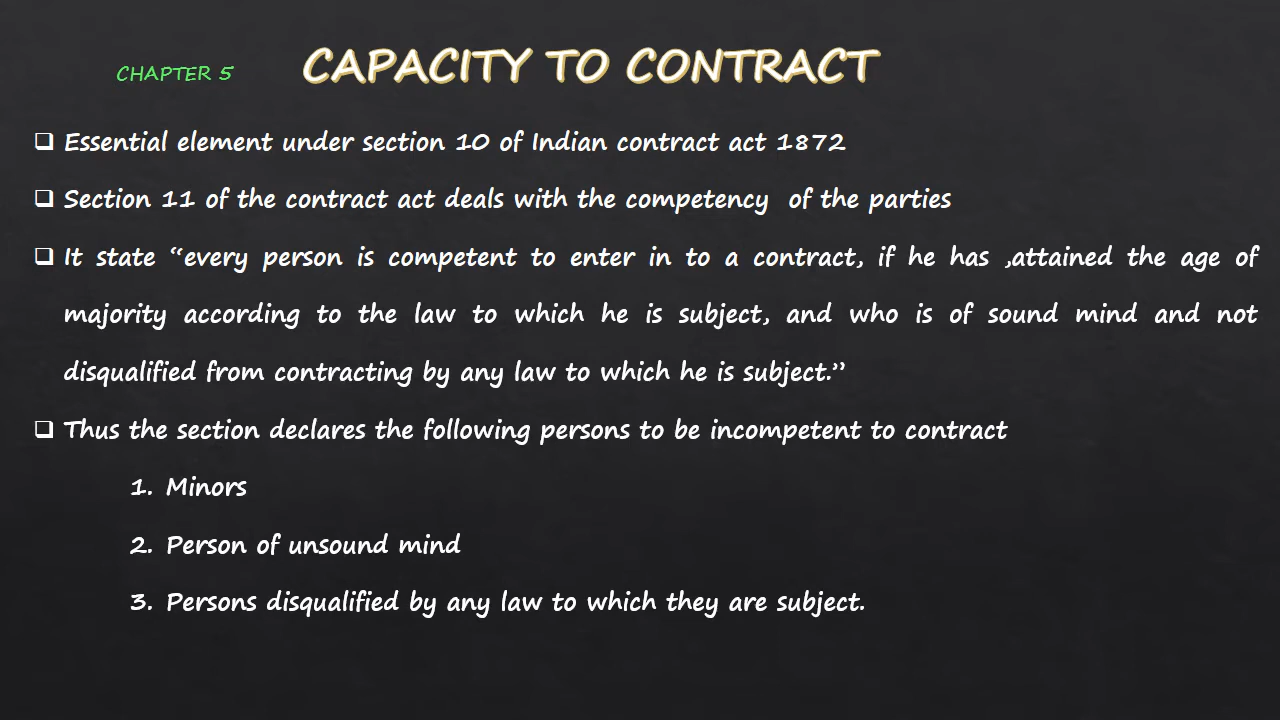 CHAPTER 5 CAPACITY TO CONTRACT
❑ Essential element under section 10 of Indian contract act 1872
❑ Section 11 of the contract act deals with the competency of the parties
❑ It state “every person is competent to enter in to a contract, if he has ,attained the age of
majority according to the law to which he is subject, and who is of sound mind and not
disqualified from contracting by any law to which he is subject.”
❑ Thus the section declares the following persons to be incompetent to contract
1. Minors
2. Person of unsound mind
3. Persons disqualified by any law to which they are subject.